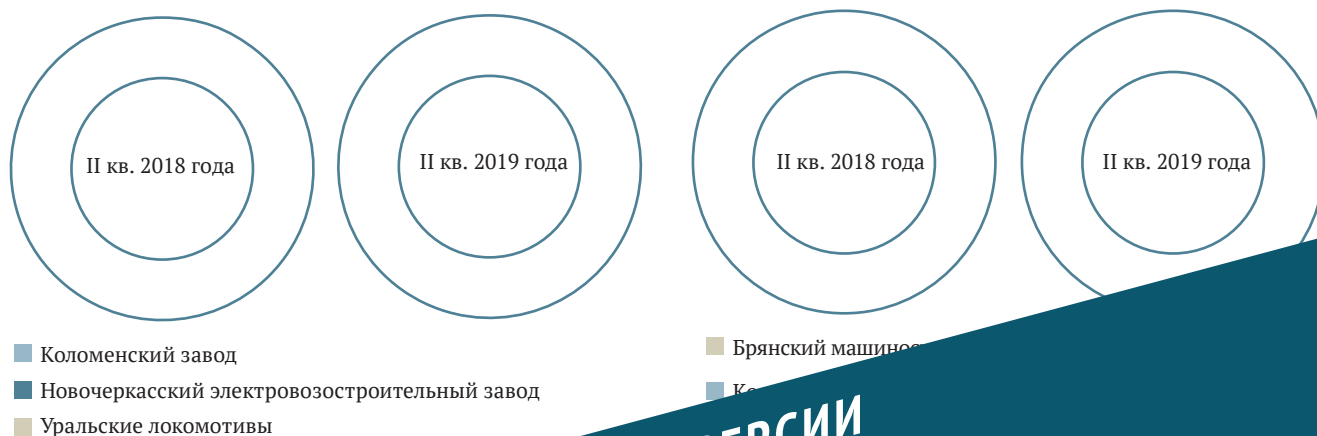 II кв. 2018 года
II кв. 2019 года
II кв. 2018 года
II кв. 2019 года
Коломенский завод
Новочеркасский электровозостроительный завод
Уральские локомотивы
Брянский